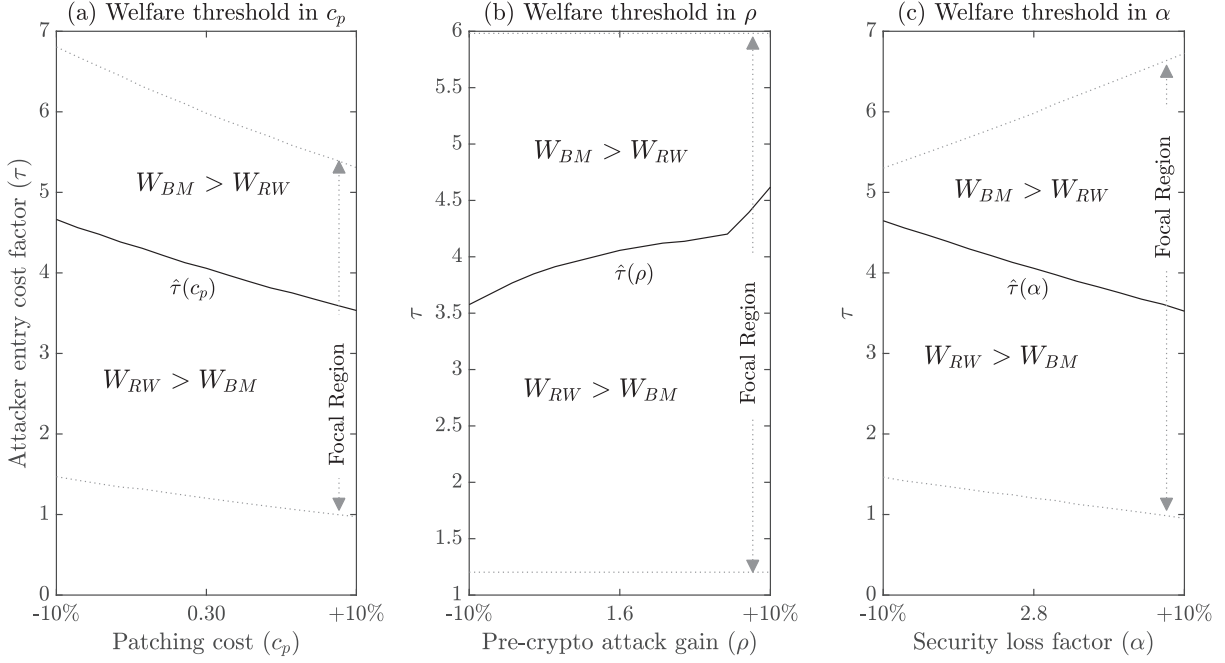 (a) Welfare threshold in c_p
7
6
5
4
3
2
1
0
Attacker entry cost factor (τ)
W_BM > W_RW
τ̂(c_p)
W_RW > W_BM
Focal Region
-10%
0.30
+10%
Patching cost (c_p)
(b) Welfare threshold in ρ
6
5.5
5
4.5
4
3.5
3
2.5
2
1.5
1
τ
W_BM > W_RW
τ̂(ρ)
W_RW > W_BM
Focal Region
-10%
1.6
+10%
Pre-crypto attack gain (ρ)
(c) Welfare threshold in α
7
6
5
4
3
2
1
0
τ
W_BM > W_RW
τ̂(α)
W_RW > W_BM
Focal Region
-10%
2.8
+10%
Security loss factor (α)